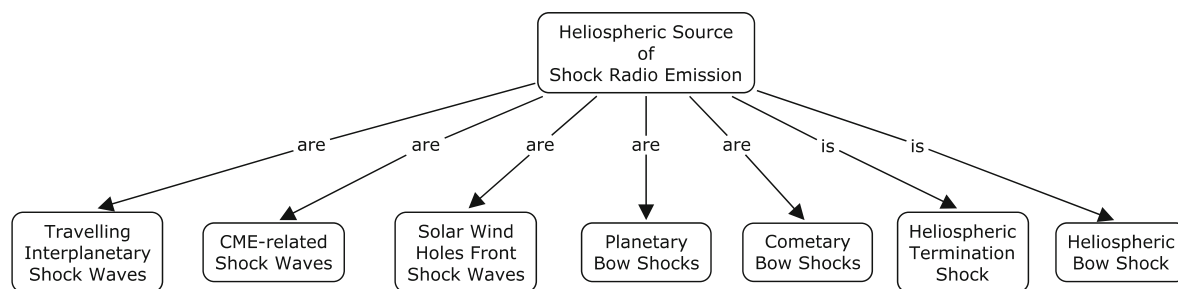 Heliospheric Source
of
Shock Radio Emission
are
are
are
are
are
is
is
Travelling
Interplanetary
Shock Waves
CME-related
Shock Waves
Solar Wind
Holes Front
Shock Waves
Planetary
Bow Shocks
Cometary
Bow Shocks
Heliospheric
Termination
Shock
Heliospheric
Bow Shock